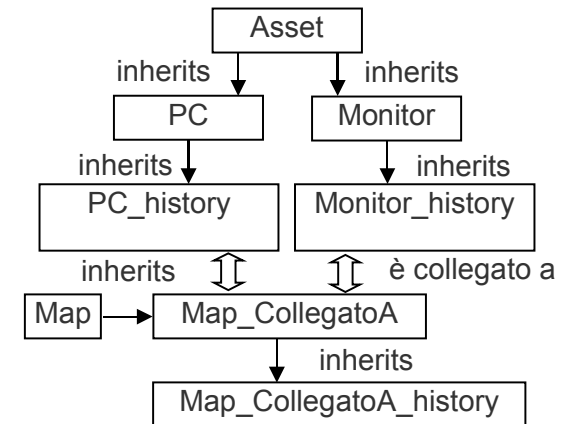 Asset
inherits inherits
PC Monitor
inherits inherits
PC_history Monitor_history
inherits è collegato a
Map Map_CollegatoA
inherits
Map_CollegatoA_history